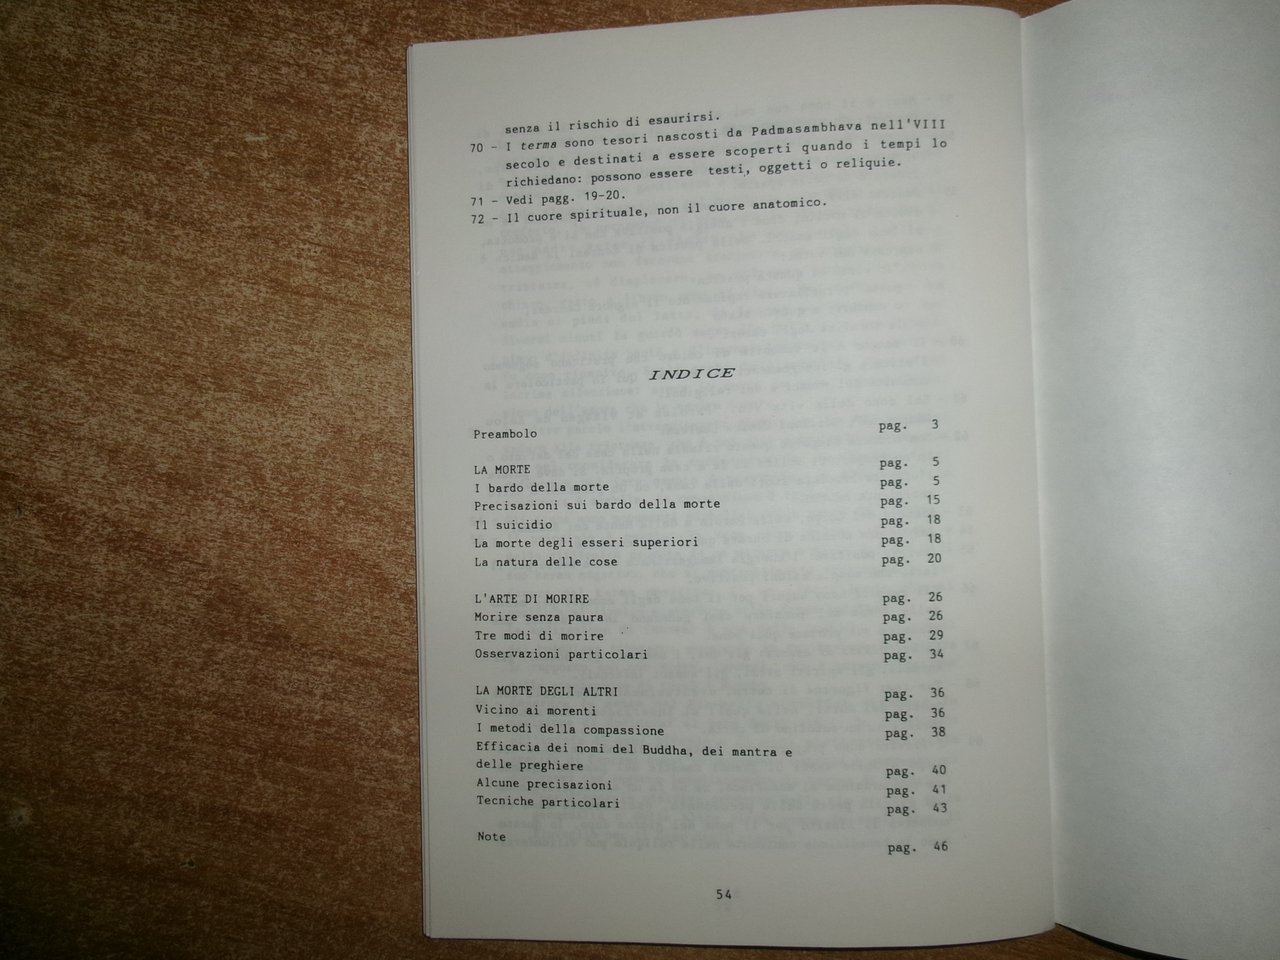 senza il rischio di esaurirsi.
70 - I terma sono tesori nascosti da Padmasambhava nell'VIII
secolo e destinati a essere scoperti quando i tempi lo
richiedano: possono essere testi, oggetti o reliquie.
71 - Vedi pagg. 19-20.
72 - Il cuore spirituale, non il cuore anatomico.
INDICE
Preambolo pag. 3
LA MORTE pag. 5
I bardo della morte pag. 5
Precisazioni sui bardo della morte pag. 15
Il suicidio pag. 18
La morte degli esseri superiori pag. 18
La natura delle cose pag. 20
L'ARTE DI MORIRE pag. 26
Morire senza paura pag. 26
Tre modi di morire pag. 29
Osservazioni particolari pag. 34
LA MORTE DEGLI ALTRI pag. 36
Vicino ai morenti pag. 36
I metodi della compassione pag. 38
Efficacia dei nomi del Buddha, dei mantra e
delle preghiere pag. 40
Alcune precisazioni pag. 41
Tecniche particolari pag. 43
Note pag. 46
54